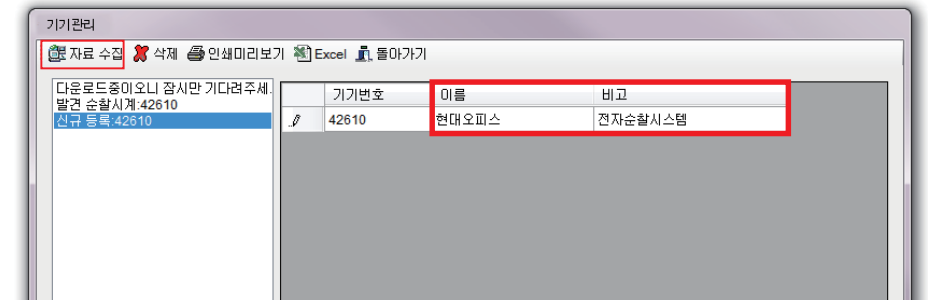 기기관리
자료 수집 삭제 인쇄미리보기 Excel 돌아가기
다운로드중이오니 잠시만 기다려주세.
발견 순찰시계:42610
신규 등록:42610
기기번호 이름 비고
42610 현대오피스 전자순찰시스템